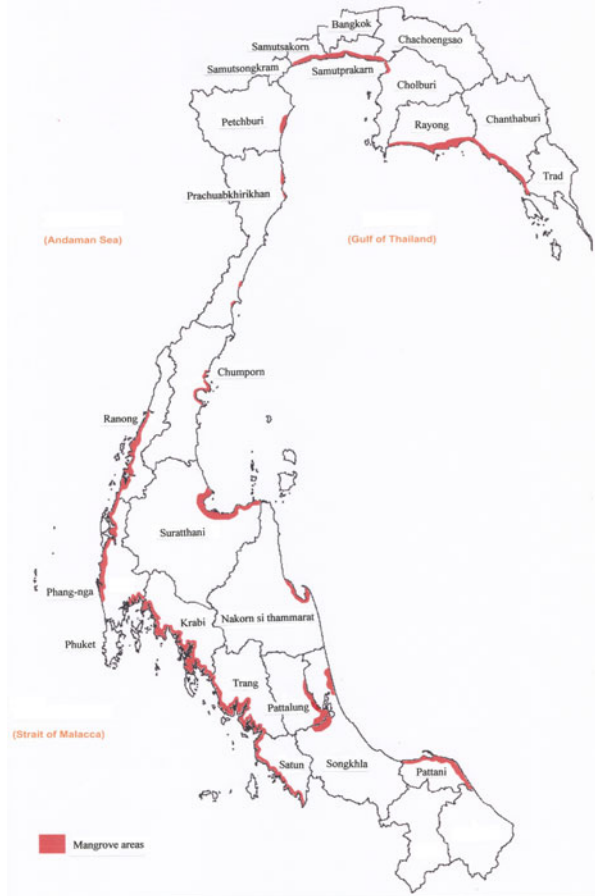 Bangkok
Samutsakorn
Chachoengsao
Samutsongkram
Samutprakarn
Cholburi
Petchburi
Rayong
Chanthaburi
Trad
Prachuabkhirikhan
(Andaman Sea)
(Gulf of Thailand)
Chumporn
Ranong
Suratthani
Phang-nga
Krabi
Nakorn si thammarat
Phuket
Trang
Pattalung
(Strait of Malacca)
Satun
Songkhla
Pattani
Mangrove areas